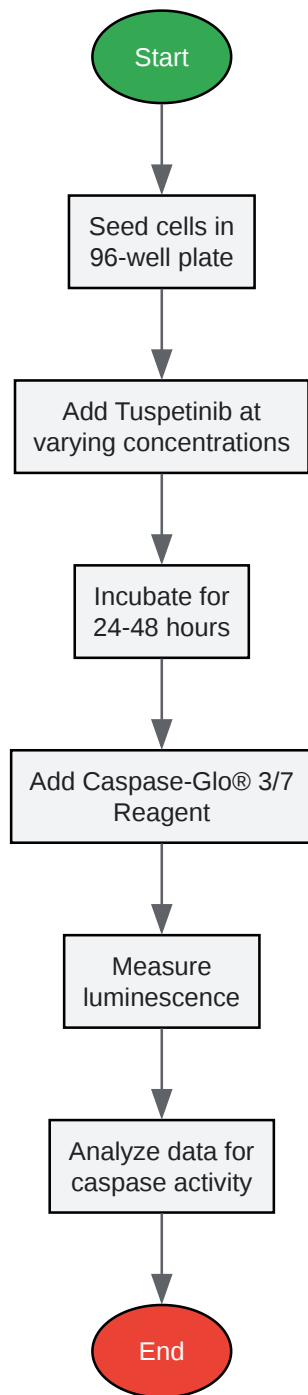 Start
Seed cells in
96-well plate
Add Tuspetinib at
varying concentrations
Incubate for
24-48 hours
Add Caspase-Glo® 3/7
Reagent
Measure
luminescence
Analyze data for
caspase activity
End